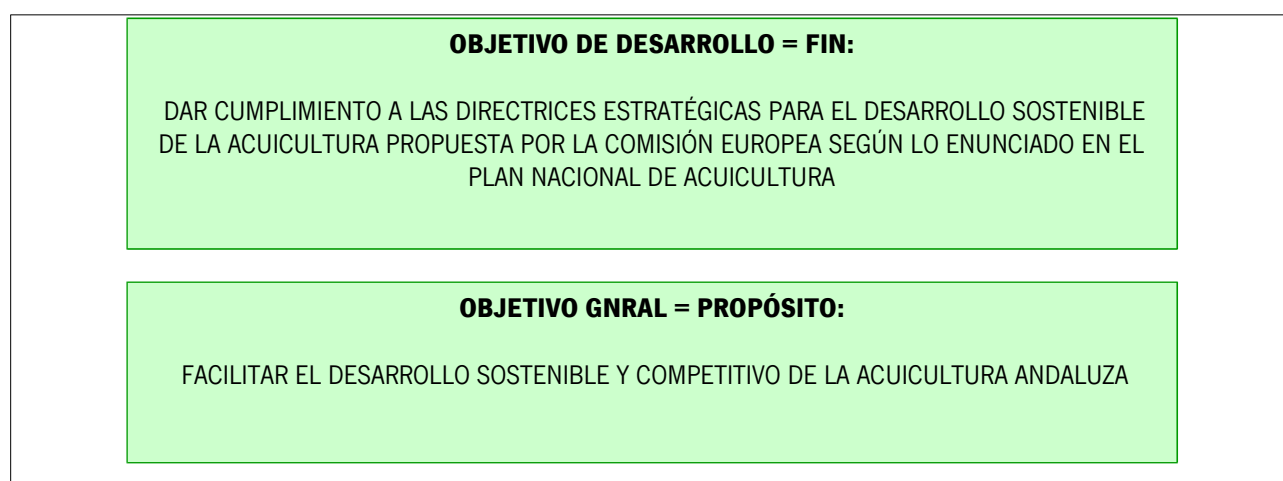 OBJETIVO DE DESARROLLO = FIN:
DAR CUMPLIMIENTO A LAS DIRECTRICES ESTRATÉGICAS PARA EL DESARROLLO SOSTENIBLE
DE LA ACUICULTURA PROPUESTA POR LA COMISIÓN EUROPEA SEGÚN LO ENUNCIADO EN EL
PLAN NACIONAL DE ACUICULTURA
OBJETIVO GNRAL = PROPÓSITO:
FACILITAR EL DESARROLLO SOSTENIBLE Y COMPETITIVO DE LA ACUICULTURA ANDALUZA